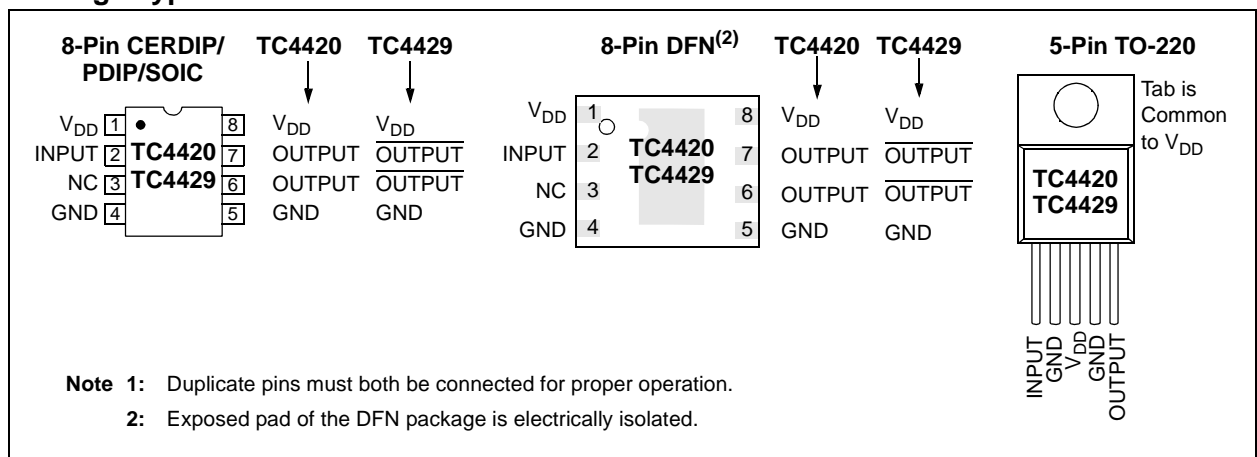 8-Pin CERDIP/
PDIP/SOIC
TC4420 TC4429
VDD 1 8 VDD VDD
INPUT 2 TC4420 7 OUTPUT OUTPUT
NC 3 TC4429 6 OUTPUT OUTPUT
GND 4 5 GND GND
8-Pin DFN(2)
TC4420 TC4429
VDD 1 8 VDD VDD
INPUT 2 TC4420 7 OUTPUT OUTPUT
TC4429
NC 3 6 OUTPUT OUTPUT
GND 4 5 GND GND
5-Pin TO-220
Tab is
Common
to VDD
TC4420
TC4429
INPUT
GND
VDD
GND
OUTPUT
Note 1: Duplicate pins must both be connected for proper operation.
2: Exposed pad of the DFN package is electrically isolated.